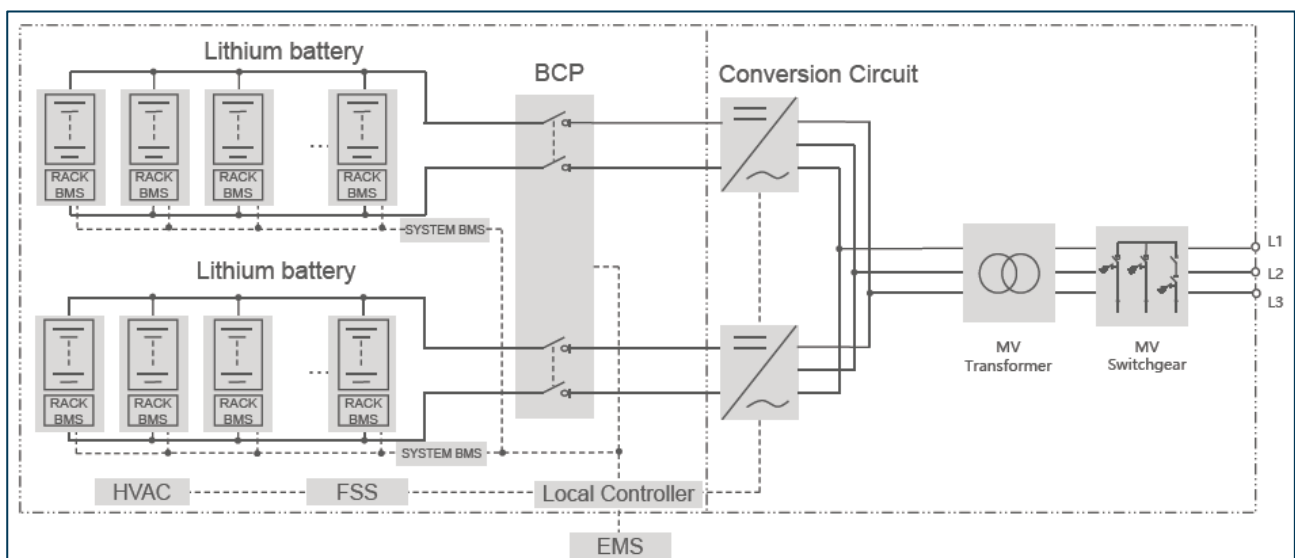 Lithium battery
BCP
Conversion Circuit
RACK BMS
RACK BMS
RACK BMS
...
RACK BMS
SYSTEM BMS
Lithium battery
L1
L2
L3
MV
Transformer
MV
Switchgear
...
RACK BMS
RACK BMS
RACK BMS
RACK BMS
SYSTEM BMS
HVAC
FSS
Local Controller
EMS